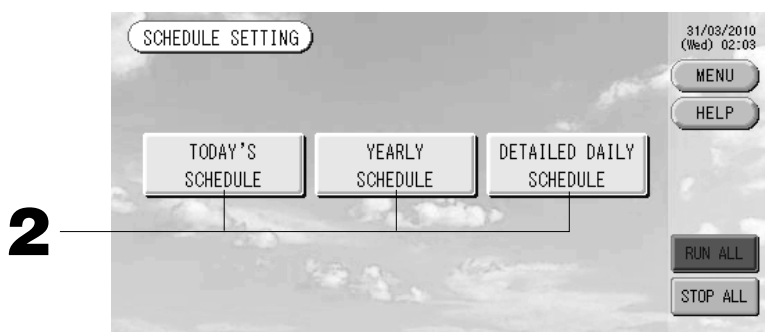 SCHEDULE SETTING
31/03/2010
(Wed) 02:03
MENU
HELP
TODAY'S
SCHEDULE
YEARLY
SCHEDULE
DETAILED DAILY
SCHEDULE
2
RUN ALL
STOP ALL